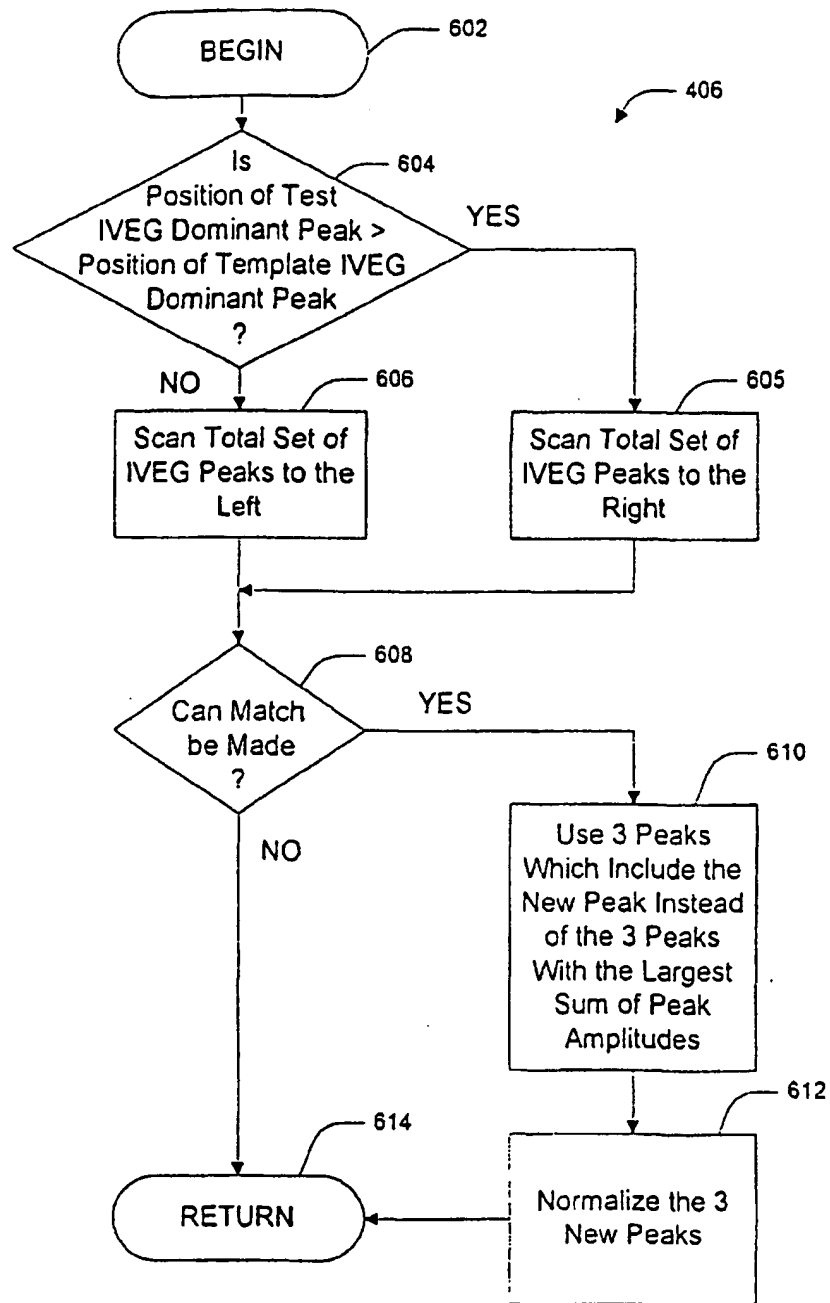 BEGIN
602
406
Is
Position of Test
IVEG Dominant Peak >
Position of Template IVEG
Dominant Peak
?
604
YES
NO
606
Scan Total Set of
IVEG Peaks to the
Left
605
Scan Total Set of
IVEG Peaks to the
Right
608
Can Match
be Made
?
YES
NO
610
Use 3 Peaks
Which Include the
New Peak Instead
of the 3 Peaks
With the Largest
Sum of Peak
Amplitudes
612
Normalize the 3
New Peaks
614
RETURN